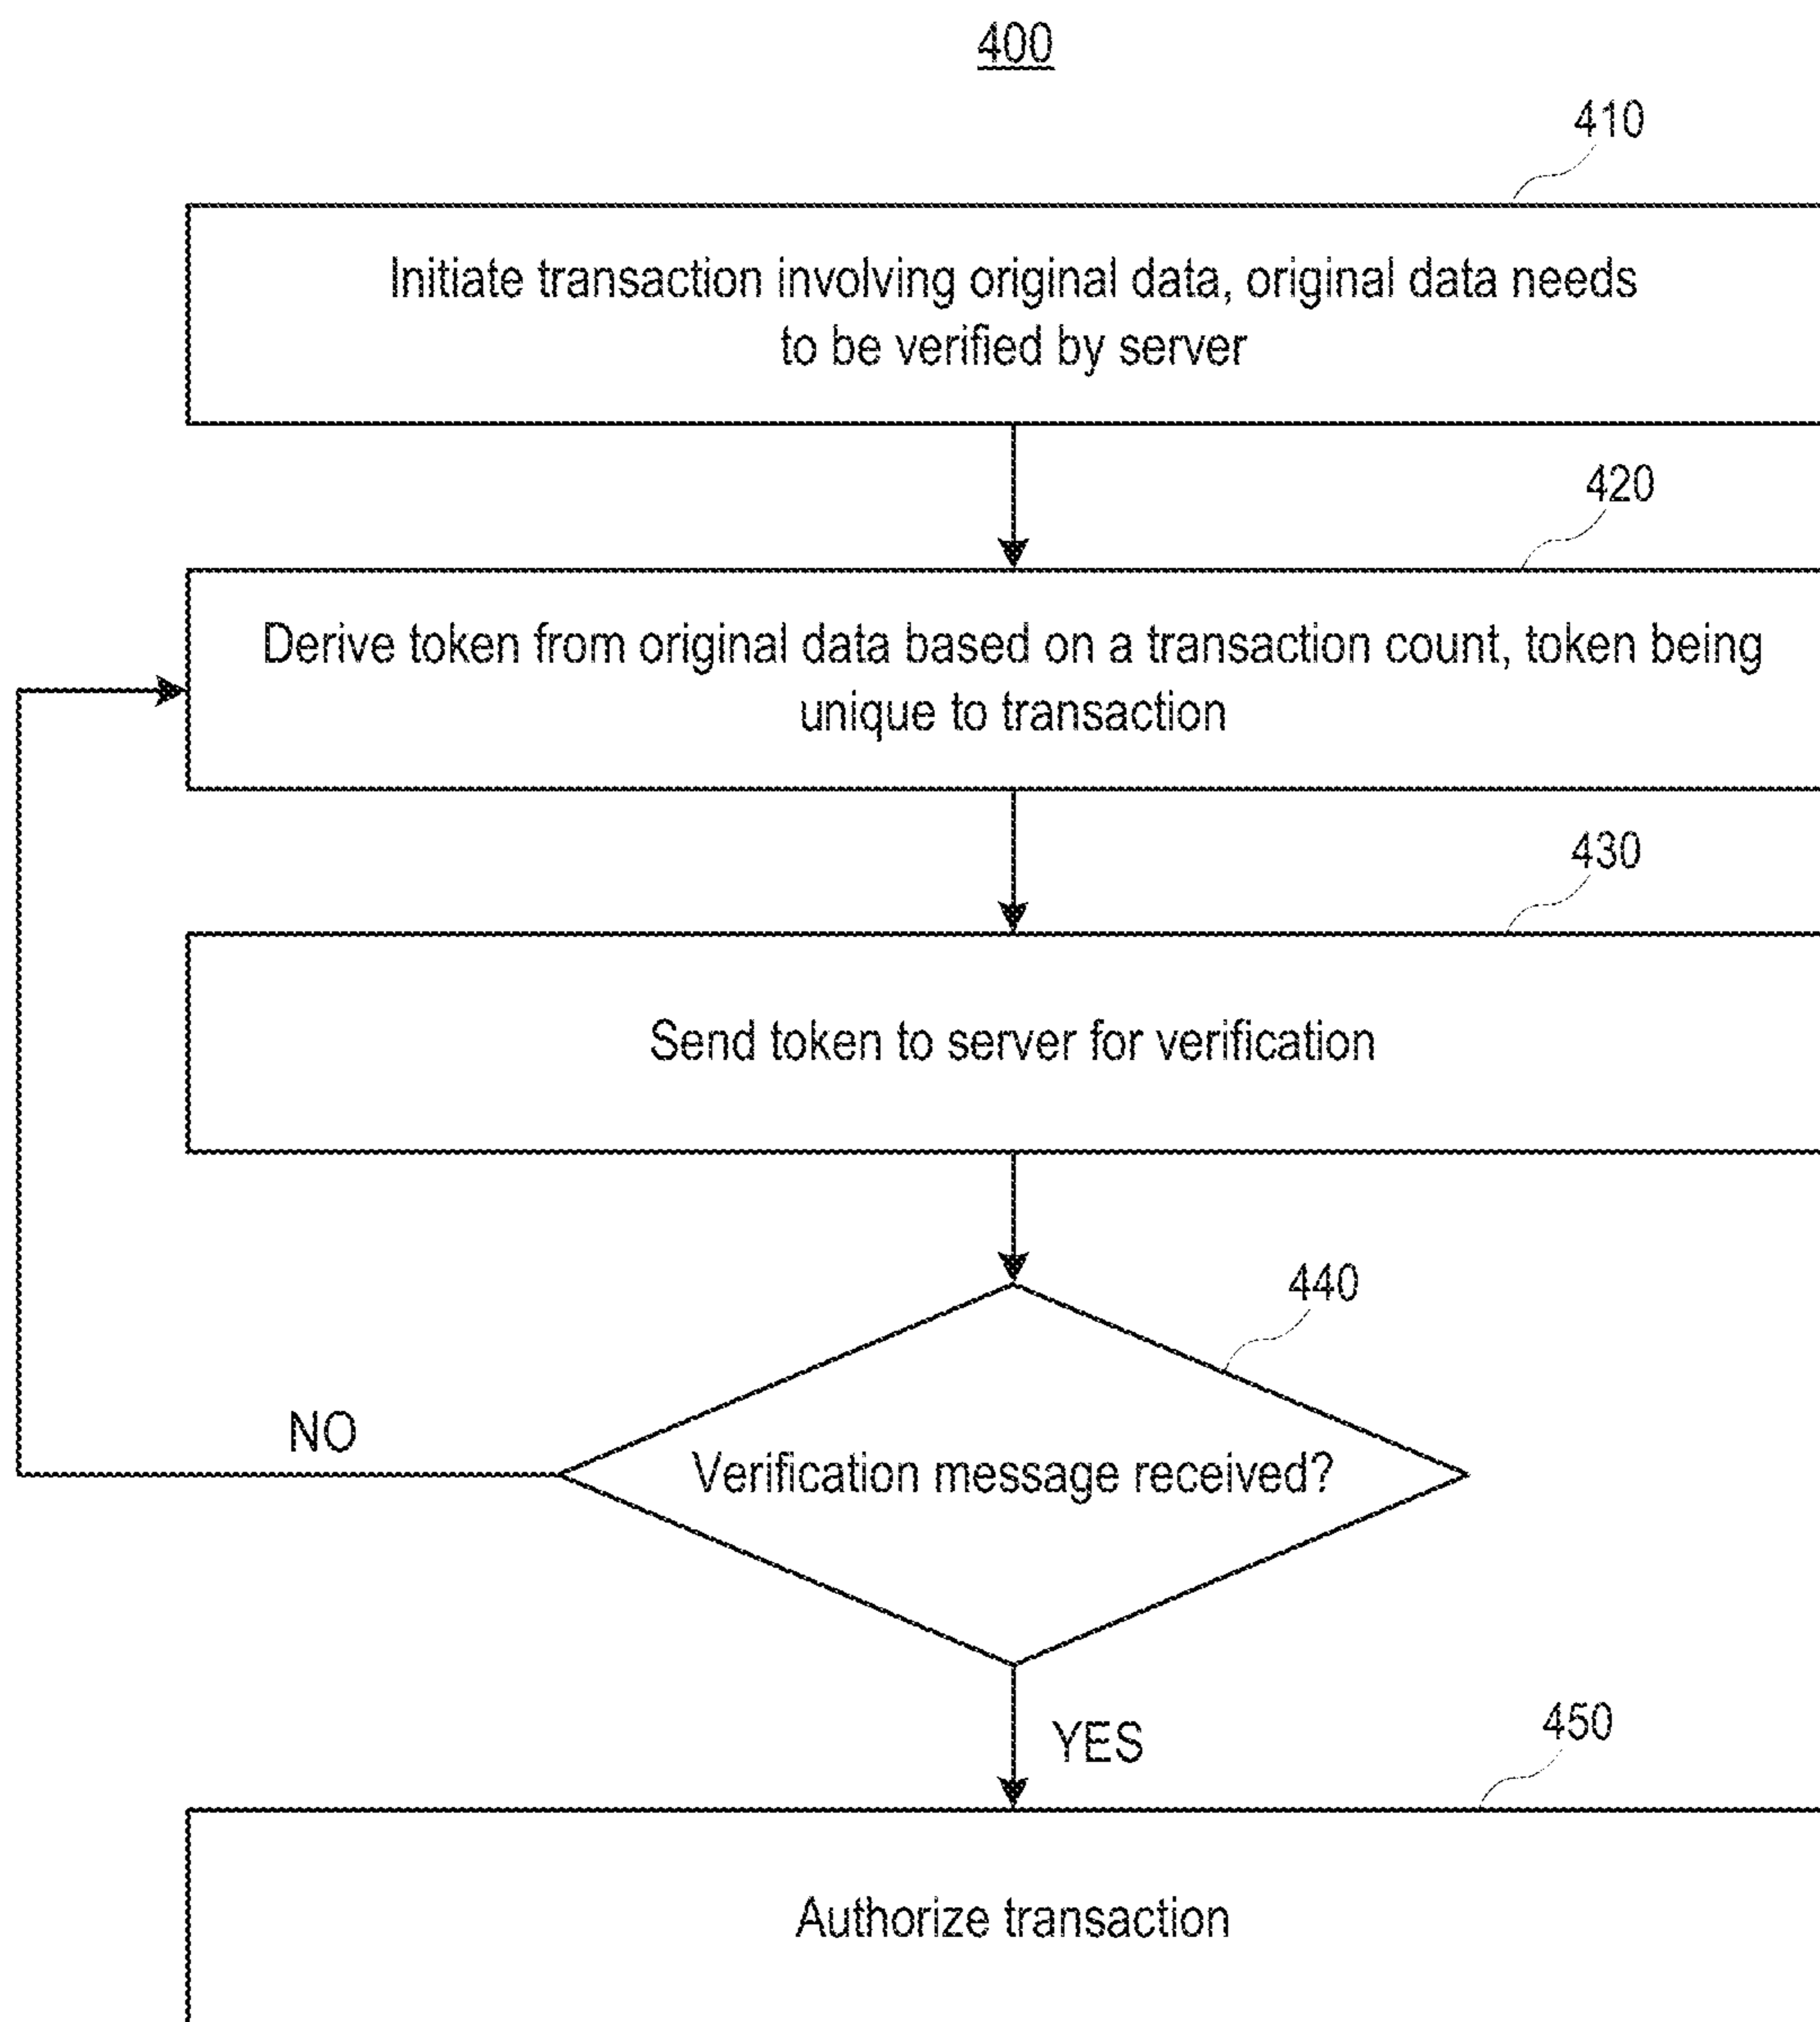 400
410
Initiate transaction involving original data, original data needs
to be verified by server
420
Derive token from original data based on a transaction count, token being
unique to transaction
430
Send token to server for verification
440
NO
Verification message received?
YES
450
Authorize transaction